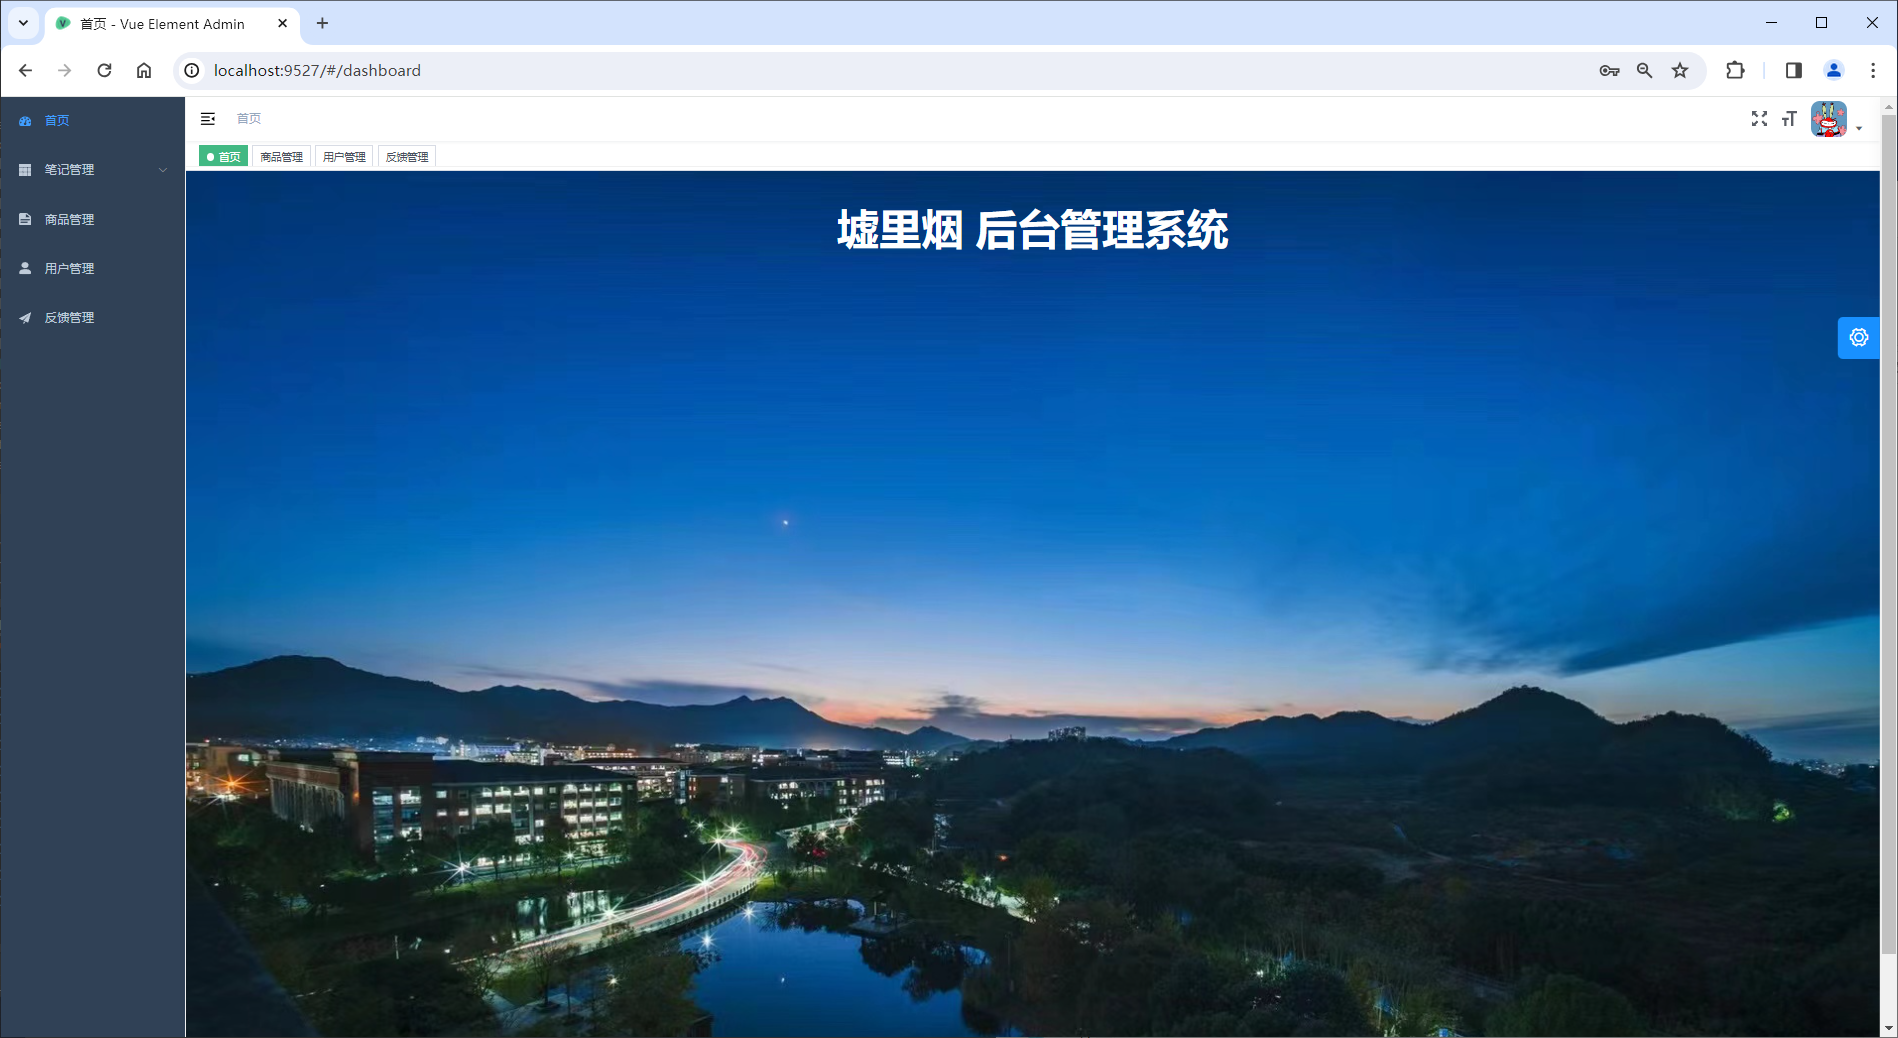 首页 - Vue Element Admin
localhost:9527/#/dashboard
首页
笔记管理
商品管理
用户管理
反馈管理
首页
首页 商品管理 用户管理 反馈管理
墟里烟 后台管理系统